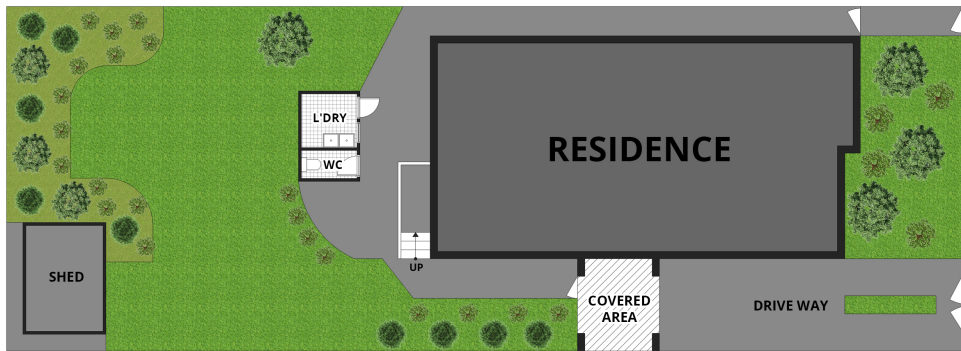 L'DRY
RESIDENCE
WC
UP
SHED
COVERED
AREA
DRIVE WAY